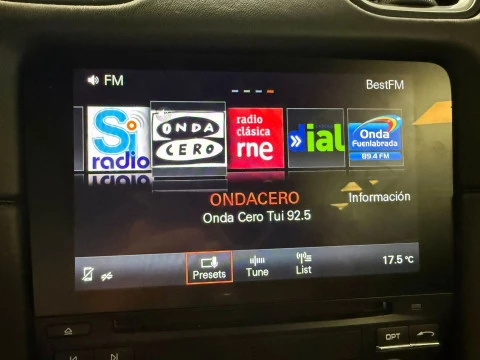 FM
BestFM
Si
radio
ONDA
CERO
radio
clásica
rne
»ial
Onda
Fuenlabrada
89.4 FM
ONDACERO
Información
Onda Cero Tui 92.5
Presets
Tune
List
17.5 °C
OPT